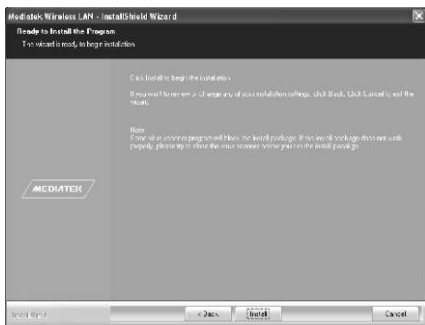 Mediatek Wireless LAN - InstallShield Wizard
Ready to Install the Program
The wizard is ready to begin installation.
Click Install to begin the installation.
If you want to review or change any of your installation settings, click Back. Click Cancel to exit the
wizard.
Note:
Some virus scanner program will block the install package. If the install package does not work
properly, please try to close the virus scanner before you run the install package.
MEDIATEK
InstallShield
< Back
Install
Cancel